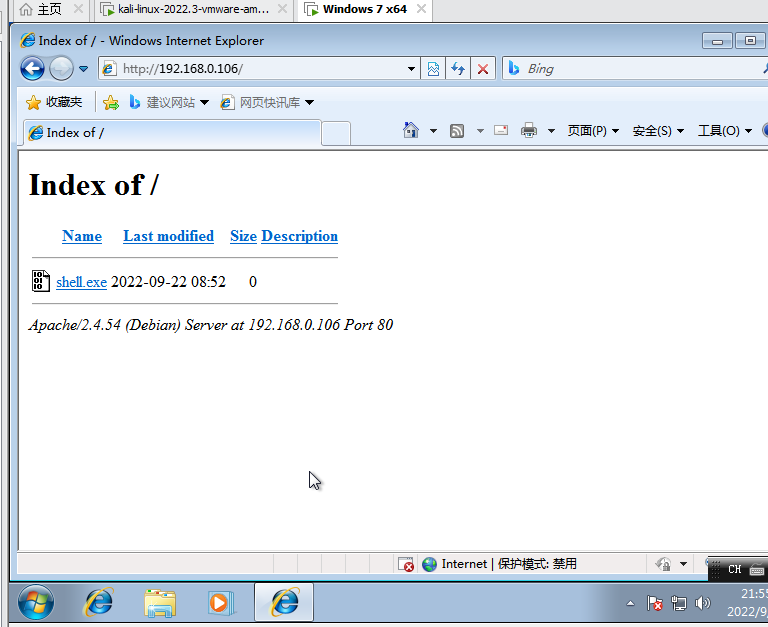 主页 kali-linux-2022.3-vmware-am... Windows 7 x64
Index of / - Windows Internet Explorer
http://192.168.0.106/ Bing
收藏夹 建议网站 网页快讯库
Index of / 页面(P) 安全(S) 工具(O)
Index of /
Name Last modified Size Description
shell.exe 2022-09-22 08:52 0
Apache/2.4.54 (Debian) Server at 192.168.0.106 Port 80
Internet | 保护模式: 禁用
CH
2022/9/